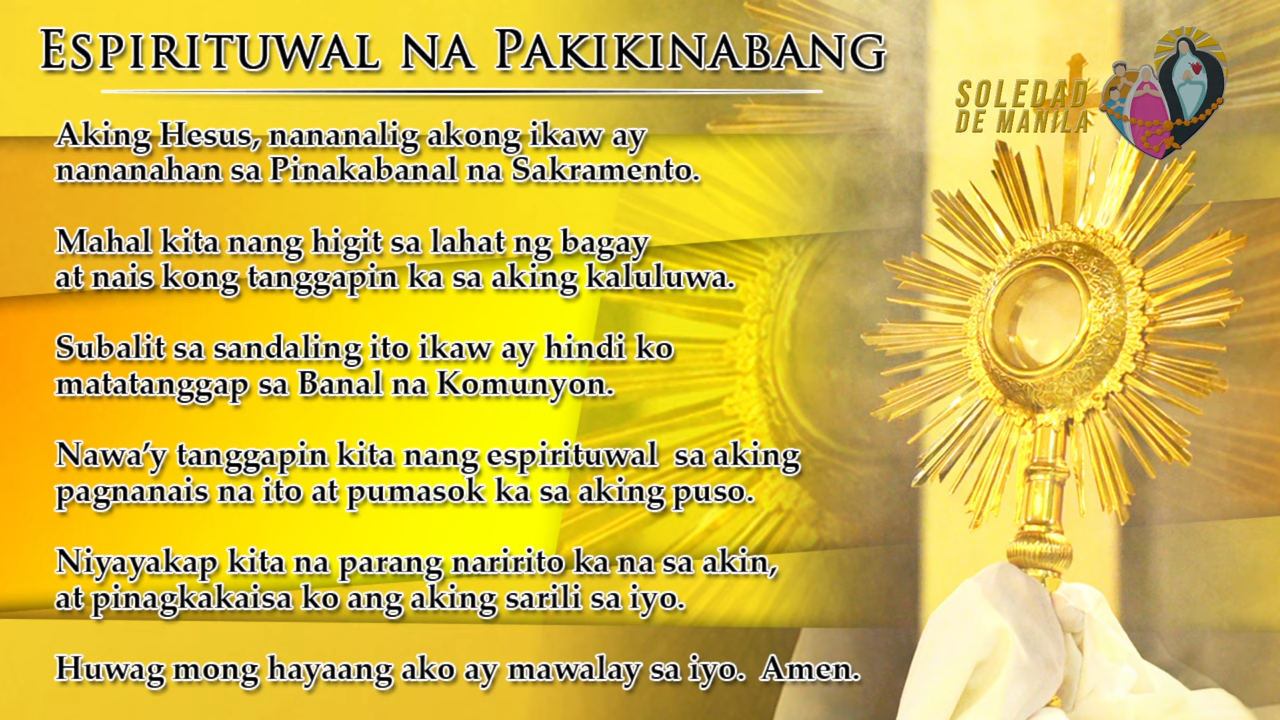 Espirituwal na Pakikinabang
SOLEDAD
DE MANILA
Aking Hesus, nananalig akong ikaw ay
nananahan sa Pinakabanal na Sakramento.
Mahal kita nang higit sa lahat ng bagay
at nais kong tanggapin ka sa aking kaluluwa.
Subalit sa sandaling ito ikaw ay hindi ko
matatanggap sa Banal na Komunyon.
Nawa’y tanggapin kita nang espirituwal  sa aking
pagnanais na ito at pumasok ka sa aking puso.
Niyayakap kita na parang naririto ka na sa akin,
at pinagkakaisa ko ang aking sarili sa iyo.
Huwag mong hayaang ako ay mawalay sa iyo.  Amen.